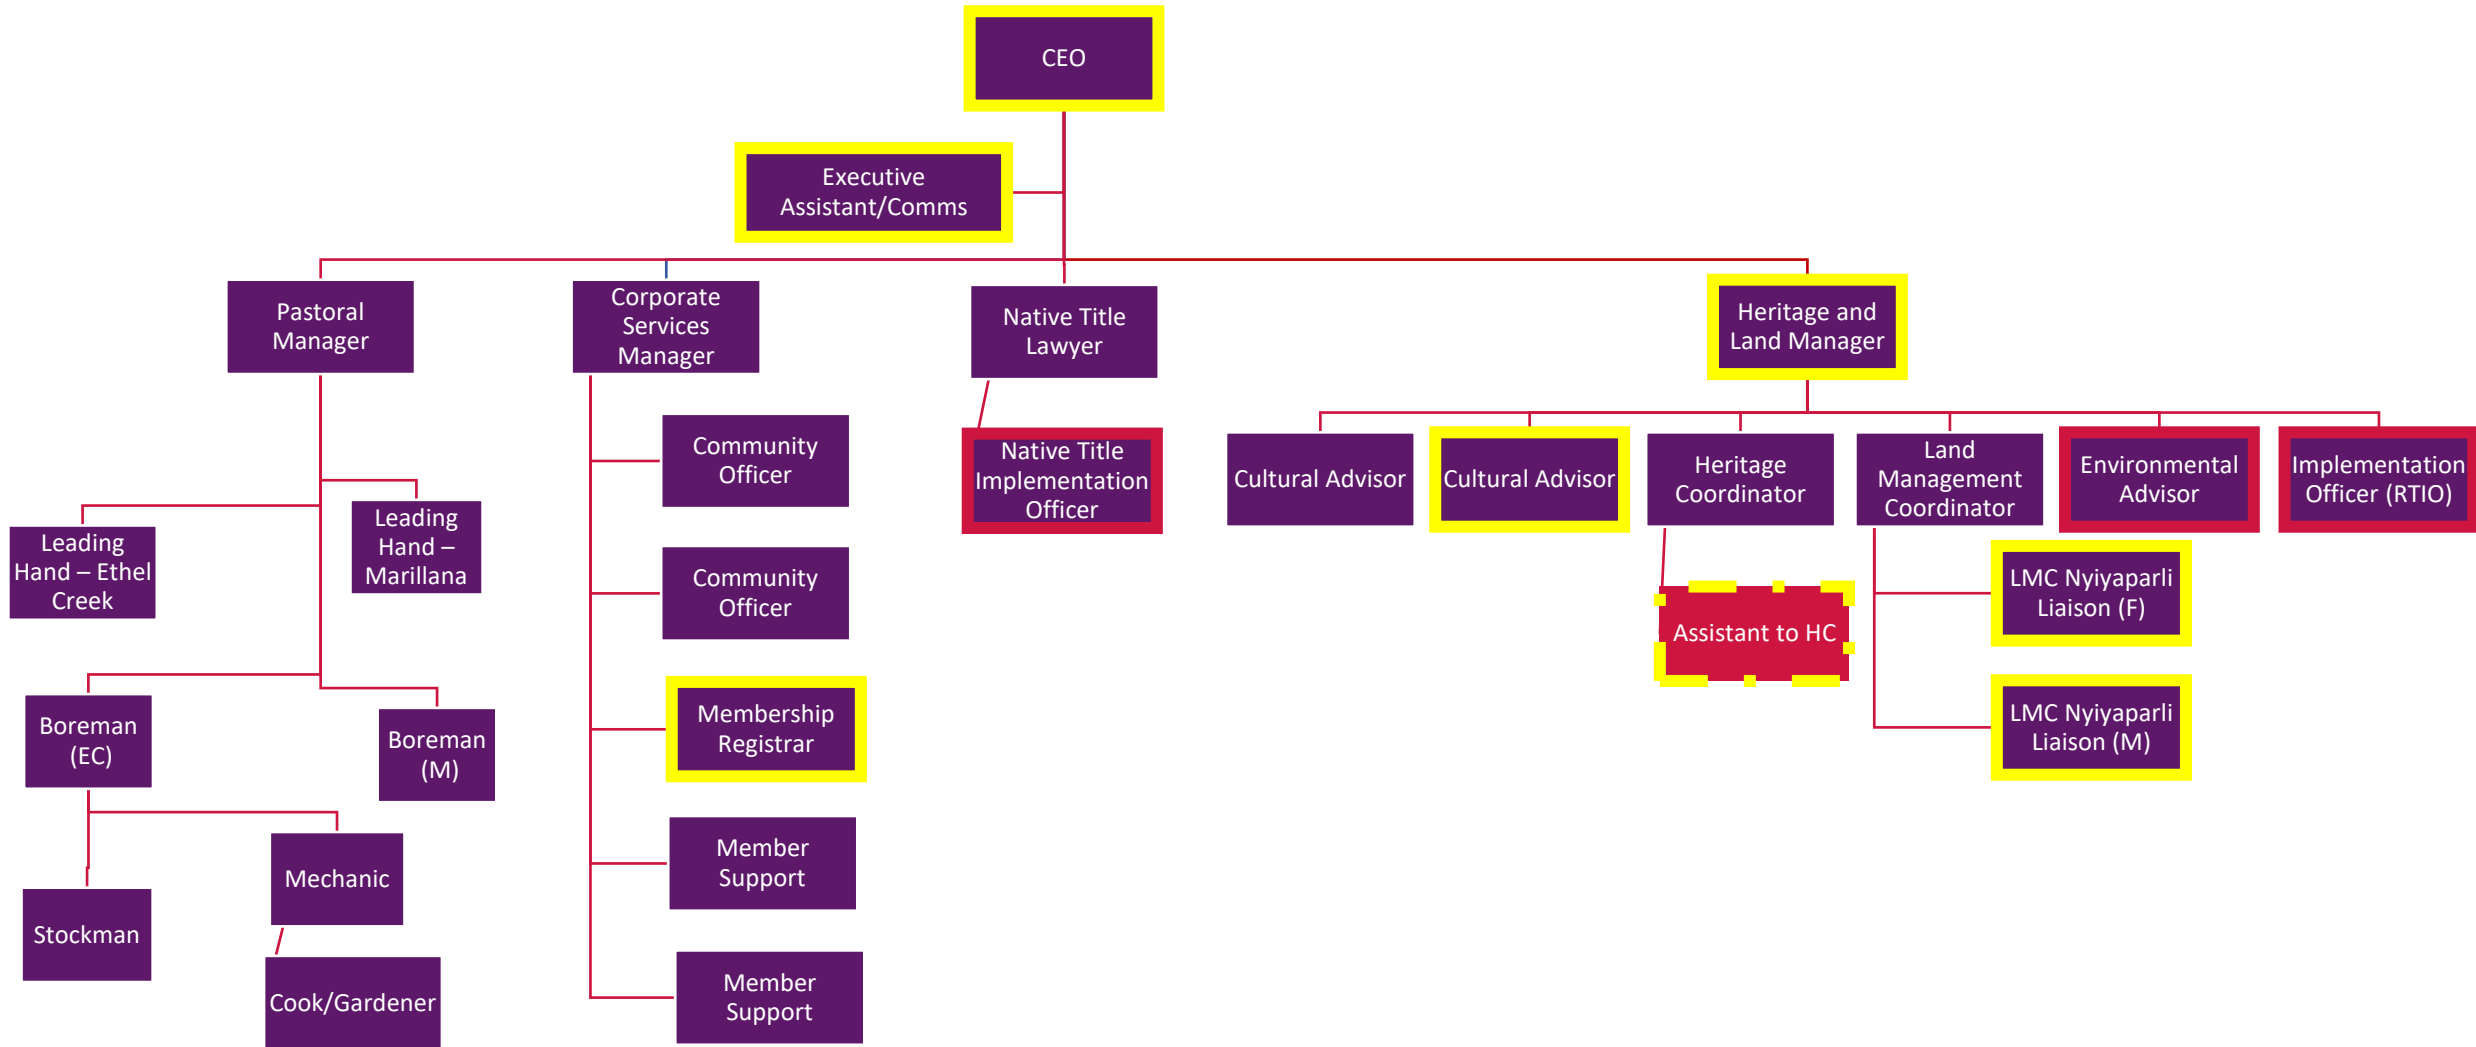 CEO
Executive
Assistant/Comms
Pastoral
Manager
Corporate
Services
Manager
Native Title
Lawyer
Heritage and
Land Manager
Leading
Hand – Ethel
Creek
Leading
Hand –
Marillana
Boreman
(EC)
Boreman
(M)
Stockman
Mechanic
Cook/Gardener
Community
Officer
Community
Officer
Membership
Registrar
Member
Support
Member
Support
Native Title
Implementation
Officer
Cultural Advisor
Cultural Advisor
Heritage
Coordinator
Land
Management
Coordinator
Environmental
Advisor
Implementation
Officer (RTIO)
Assistant to HC
LMC Nyiyaparli
Liaison (F)
LMC Nyiyaparli
Liaison (M)